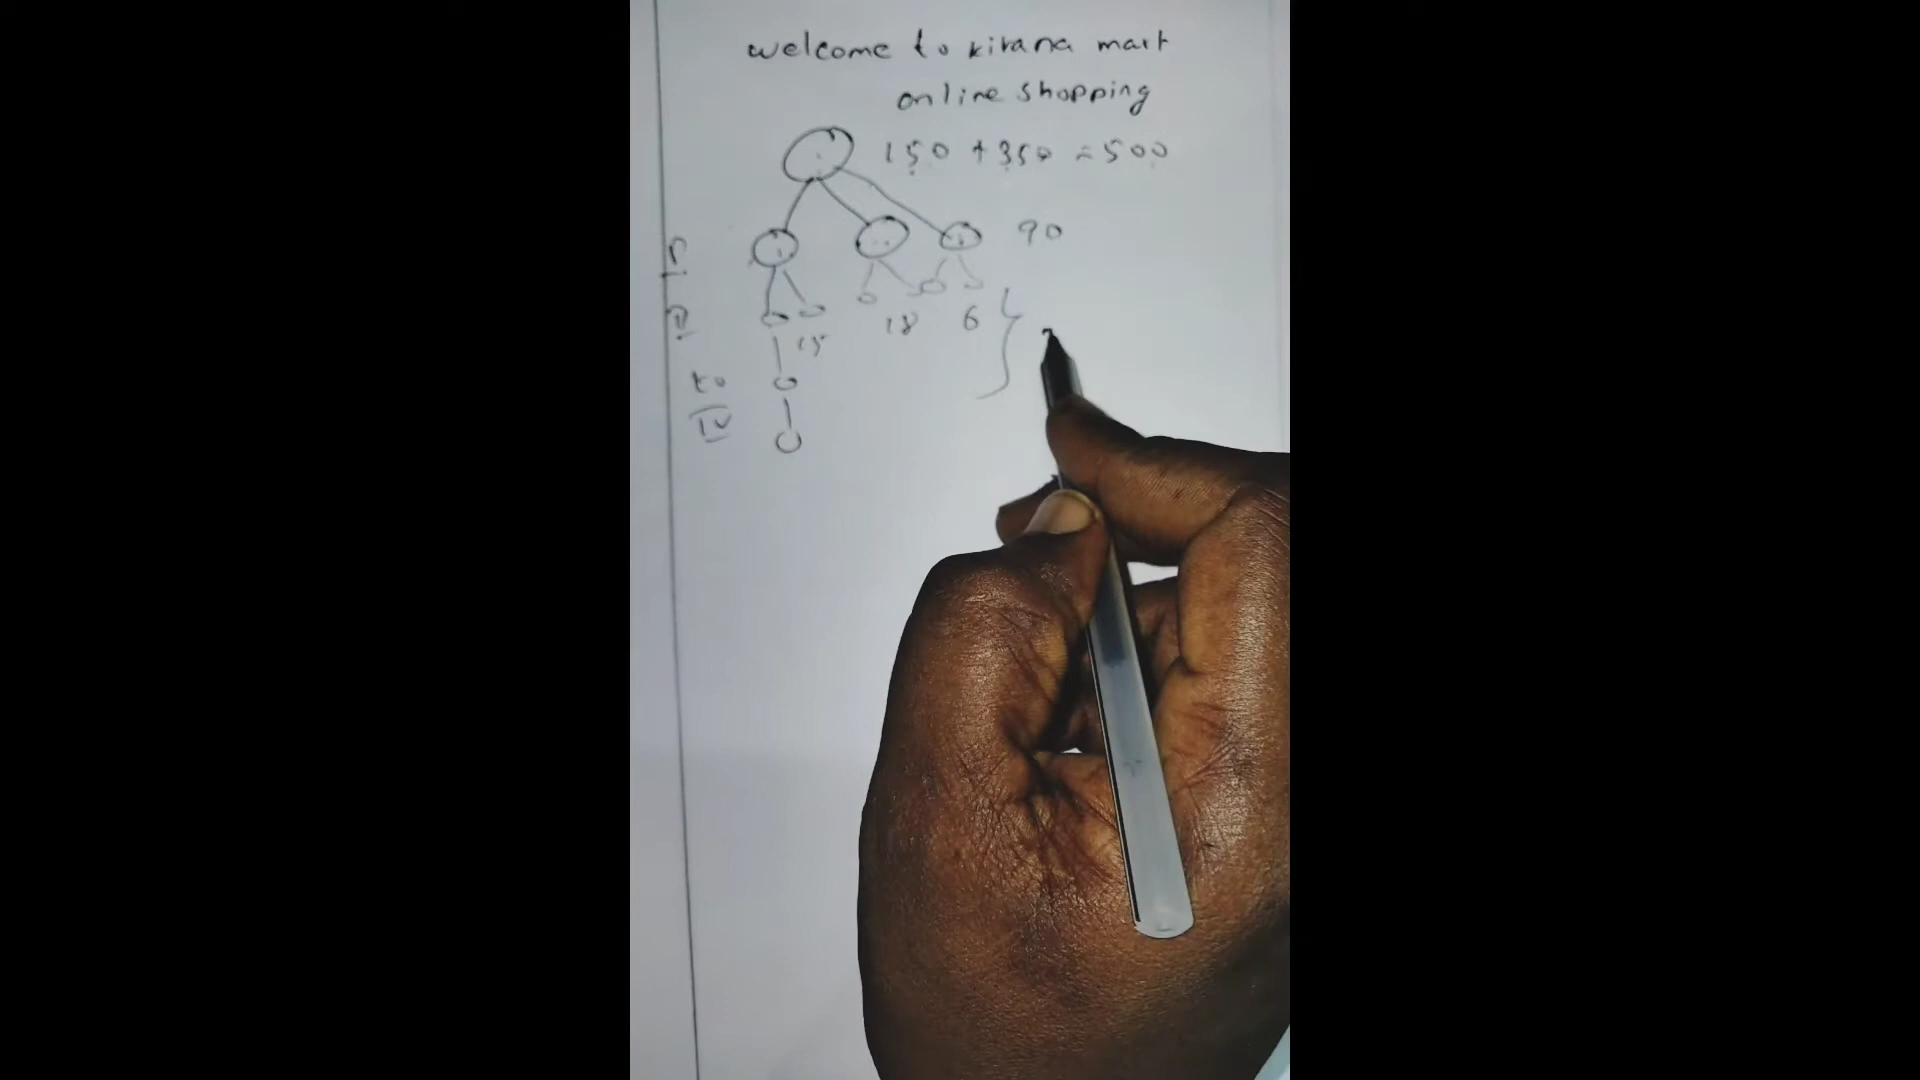 welcome to kirana mart
online shopping
150 + 350 = 500
90
15 18 6
to